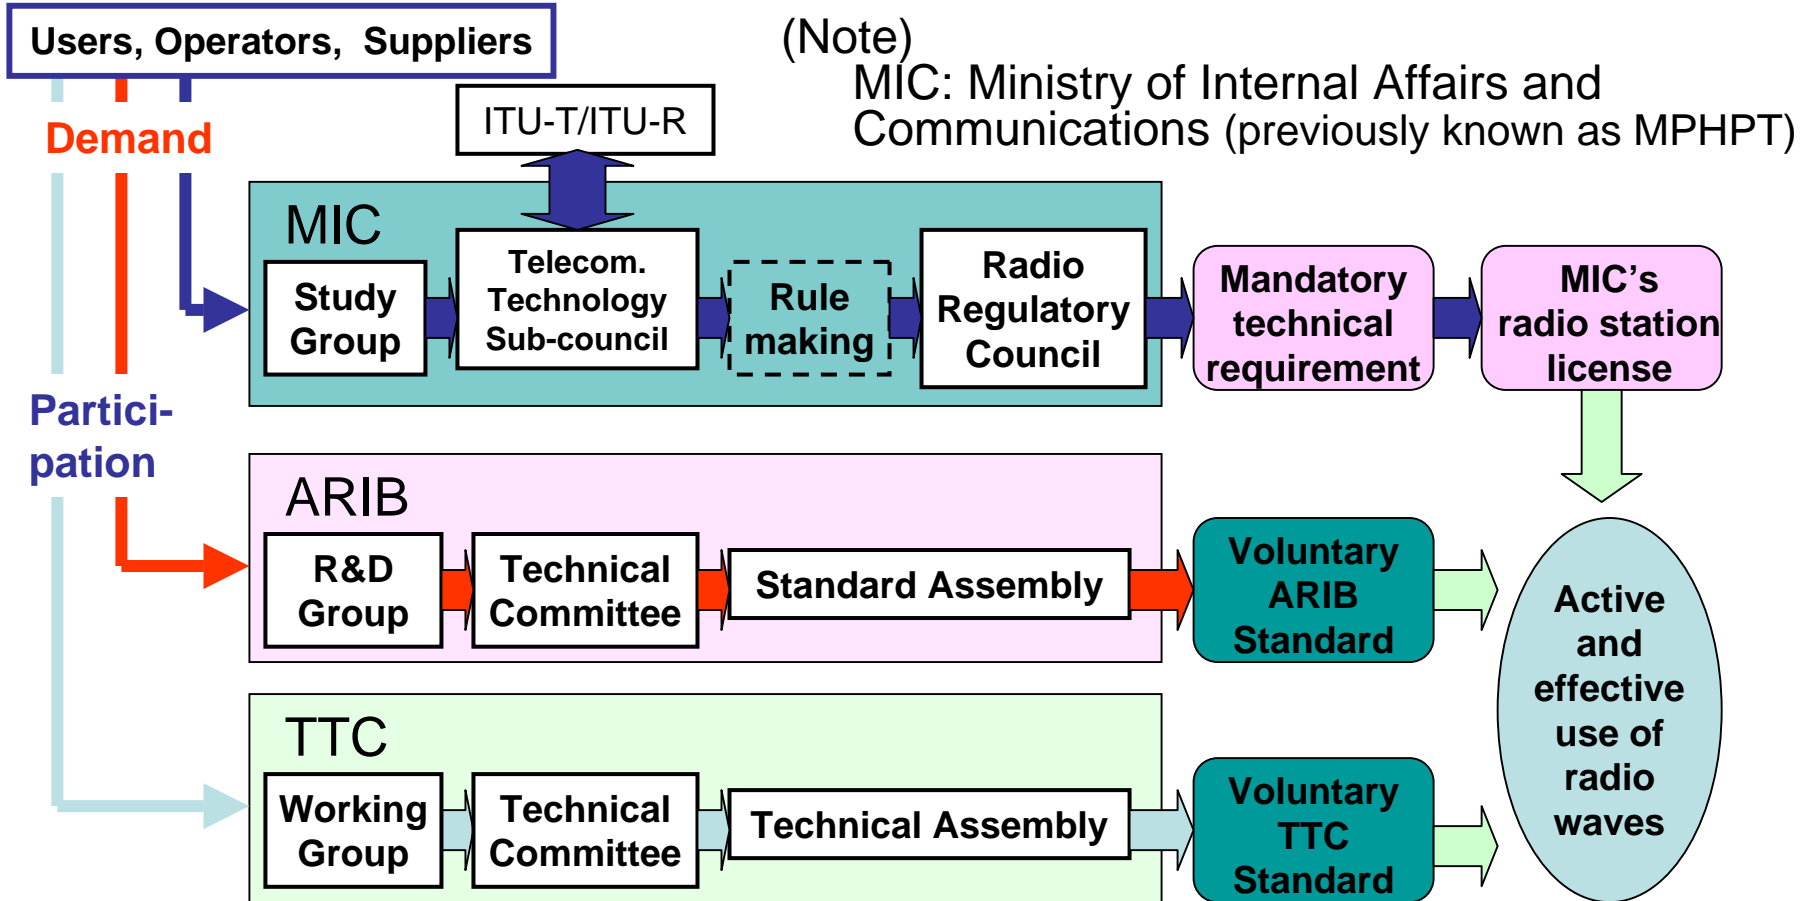 Users, Operators, Suppliers
(Note)
MIC: Ministry of Internal Affairs and
Communications (previously known as MPHPT)
ITU-T/ITU-R
Demand
Partici-
pation
MIC
Study
Group
Telecom.
Technology
Sub-council
Rule
making
Radio
Regulatory
Council
Mandatory
technical
requirement
MIC’s
radio station
license
ARIB
R&D
Group
Technical
Committee
Standard Assembly
Voluntary
ARIB
Standard
TTC
Working
Group
Technical
Committee
Technical Assembly
Voluntary
TTC
Standard
Active
and
effective
use of
radio
waves